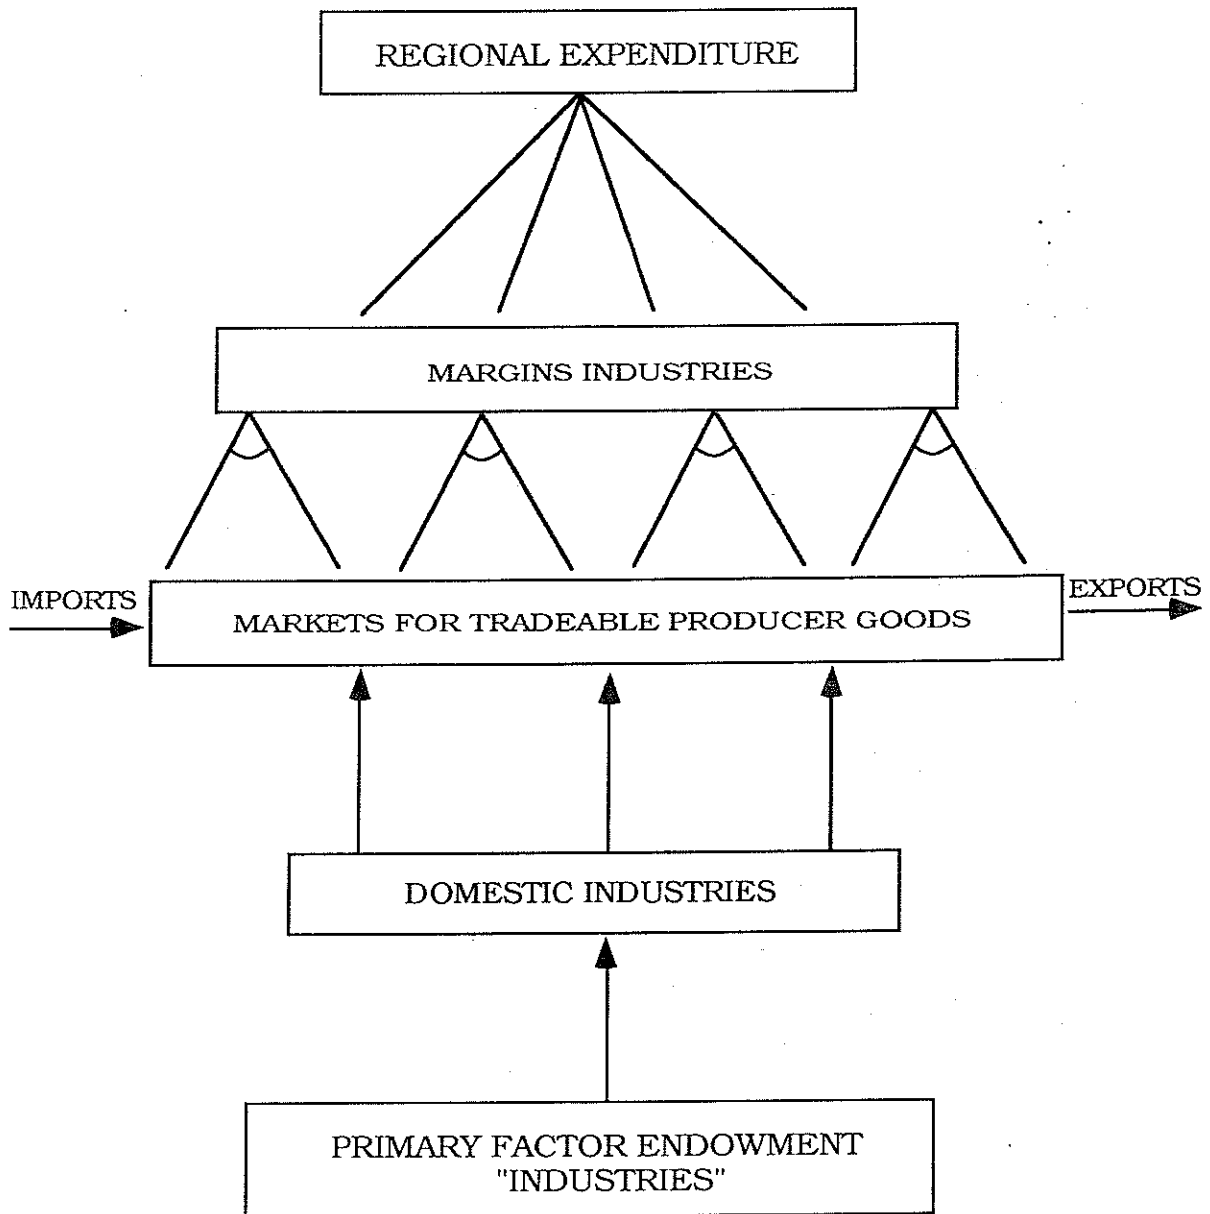 REGIONAL EXPENDITURE
MARGINS INDUSTRIES
IMPORTS
MARKETS FOR TRADEABLE PRODUCER GOODS
EXPORTS
DOMESTIC INDUSTRIES
PRIMARY FACTOR ENDOWMENT
"INDUSTRIES"